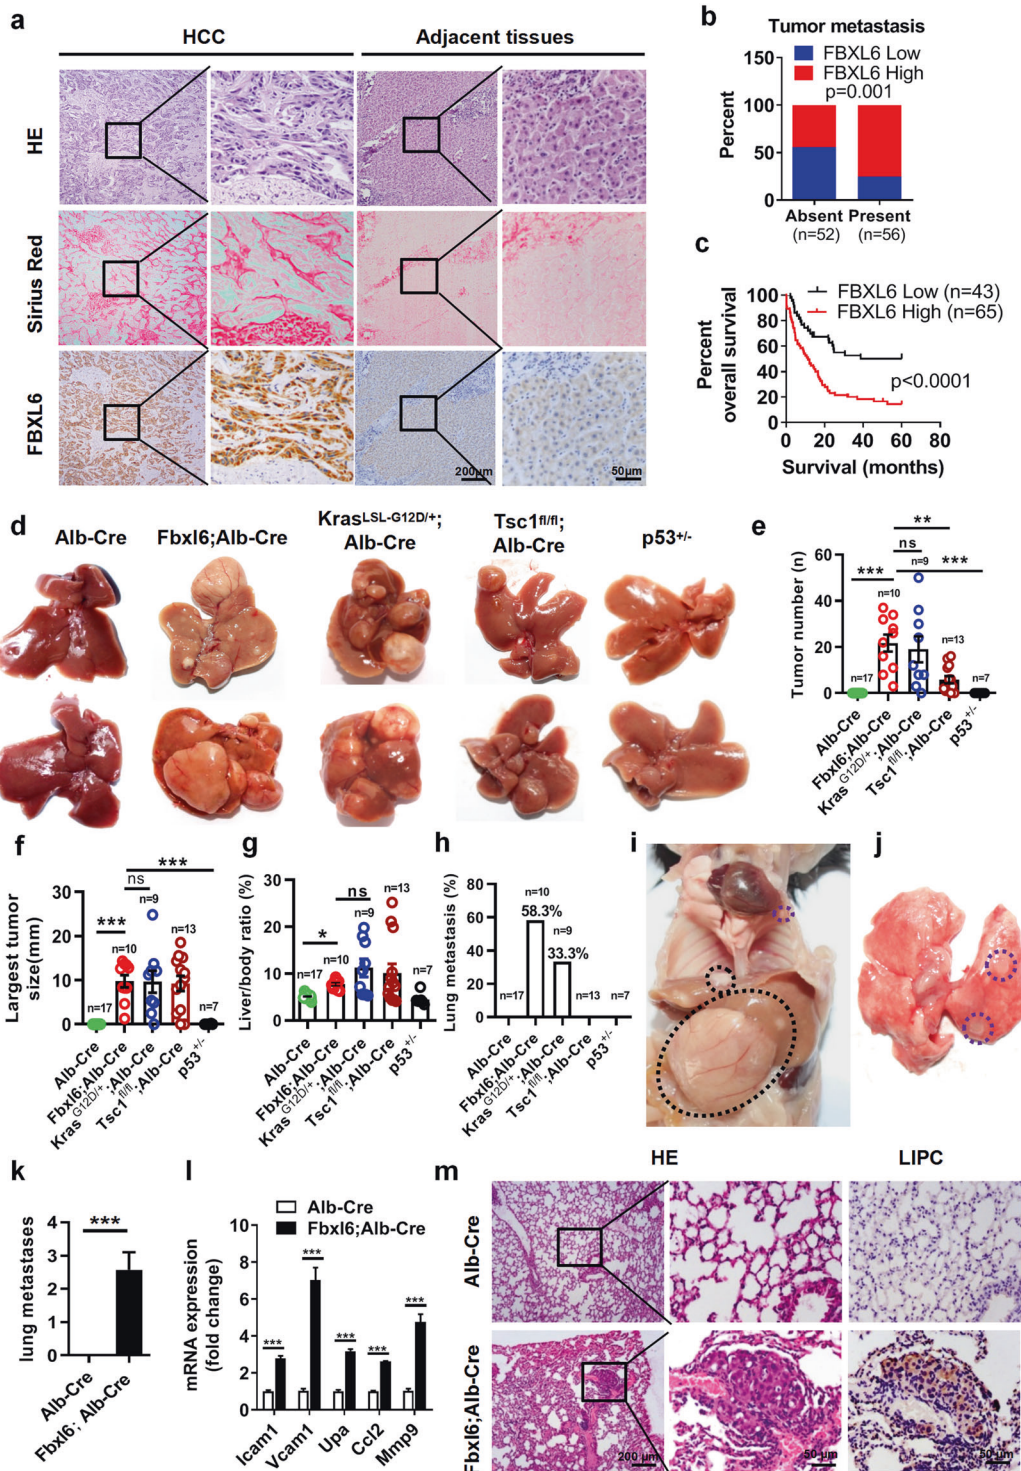 a
HCC
Adjacent tissues
HE
Sirius Red
FBXL6
200μm
50μm
b
Tumor metastasis
FBXL6 Low
FBXL6 High
p=0.001
Percent
150
100
50
0
Absent
(n=52)
Present
(n=56)
c
FBXL6 Low (n=43)
FBXL6 High (n=65)
p<0.0001
Percent
overall survival
100
80
60
40
20
0
0 20 40 60 80
Survival (months)
d
Alb-Cre
Fbxl6;Alb-Cre
KrasLSL-G12D/+;
Alb-Cre
Tsc1fl/fl;
Alb-Cre
p53+/-
e
Tumor number (n)
60
40
20
0
**
ns
***
***
n=17
n=10
n=9
n=13
n=7
Alb-Cre
Fbxl6;Alb-Cre
Kras G12D/+;Alb-Cre
Tsc1fl/fl;Alb-Cre
p53+/-
f
Largest tumor
size(mm)
30
20
10
0
***
ns
***
n=17
n=10
n=9
n=13
n=7
Alb-Cre
Fbxl6;Alb-Cre
Kras G12D/+;Alb-Cre
Tsc1fl/fl;Alb-Cre
p53+/-
g
Liver/body ratio (%)
30
20
10
0
ns
*
n=17
n=10
n=9
n=13
n=7
Alb-Cre
Fbxl6;Alb-Cre
Kras G12D/+;Alb-Cre
Tsc1fl/fl;Alb-Cre
p53+/-
h
Lung metastasis (%)
80
60
40
20
0
n=17
n=10
58.3%
n=9
33.3%
n=13
n=7
Alb-Cre
Fbxl6;Alb-Cre
Kras G12D/+;Alb-Cre
Tsc1fl/fl;Alb-Cre
p53+/-
i
j
k
lung metastases
4
3
2
1
0
***
Alb-Cre
Fbxl6; Alb-Cre
l
Alb-Cre
Fbxl6;Alb-Cre
mRNA expression
(fold change)
10
8
6
4
2
0
***
***
***
***
***
Icam1
Vcam1
Upa
Ccl2
Mmp9
m
HE
LIPC
Alb-Cre
Fbxl6;Alb-Cre
200 μm
50 μm
50 μm